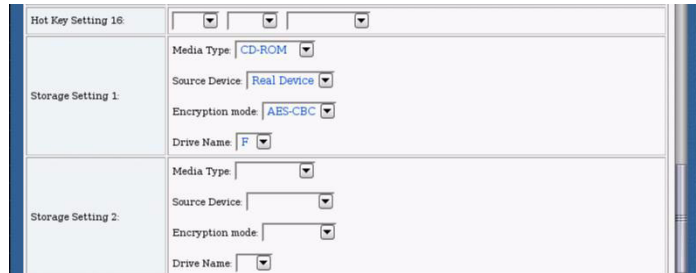 Hot Key Setting 16:
Storage Setting 1:
Media Type: CD-ROM
Source Device: Real Device
Encryption mode: AES-CBC
Drive Name: F
Storage Setting 2:
Media Type:
Source Device:
Encryption mode:
Drive Name: